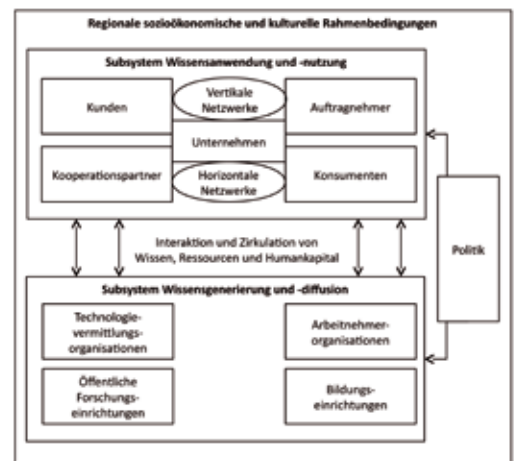 Regionale sozioökonomische und kulturelle Rahmenbedingungen
Subsystem Wissensanwendung und -nutzung
Kunden
Vertikale
Netzwerke
Auftragnehmer
Unternehmen
Kooperationspartner
Horizontale
Netzwerke
Konsumenten
Politik
Interaktion und Zirkulation von
Wissen, Ressourcen und Humankapital
Subsystem Wissensgenerierung und -diffusion
Technologie-
vermittlungs-
organisationen
Arbeitnehmer-
organisationen
Öffentliche
Forschungs-
einrichtungen
Bildungs-
einrichtungen